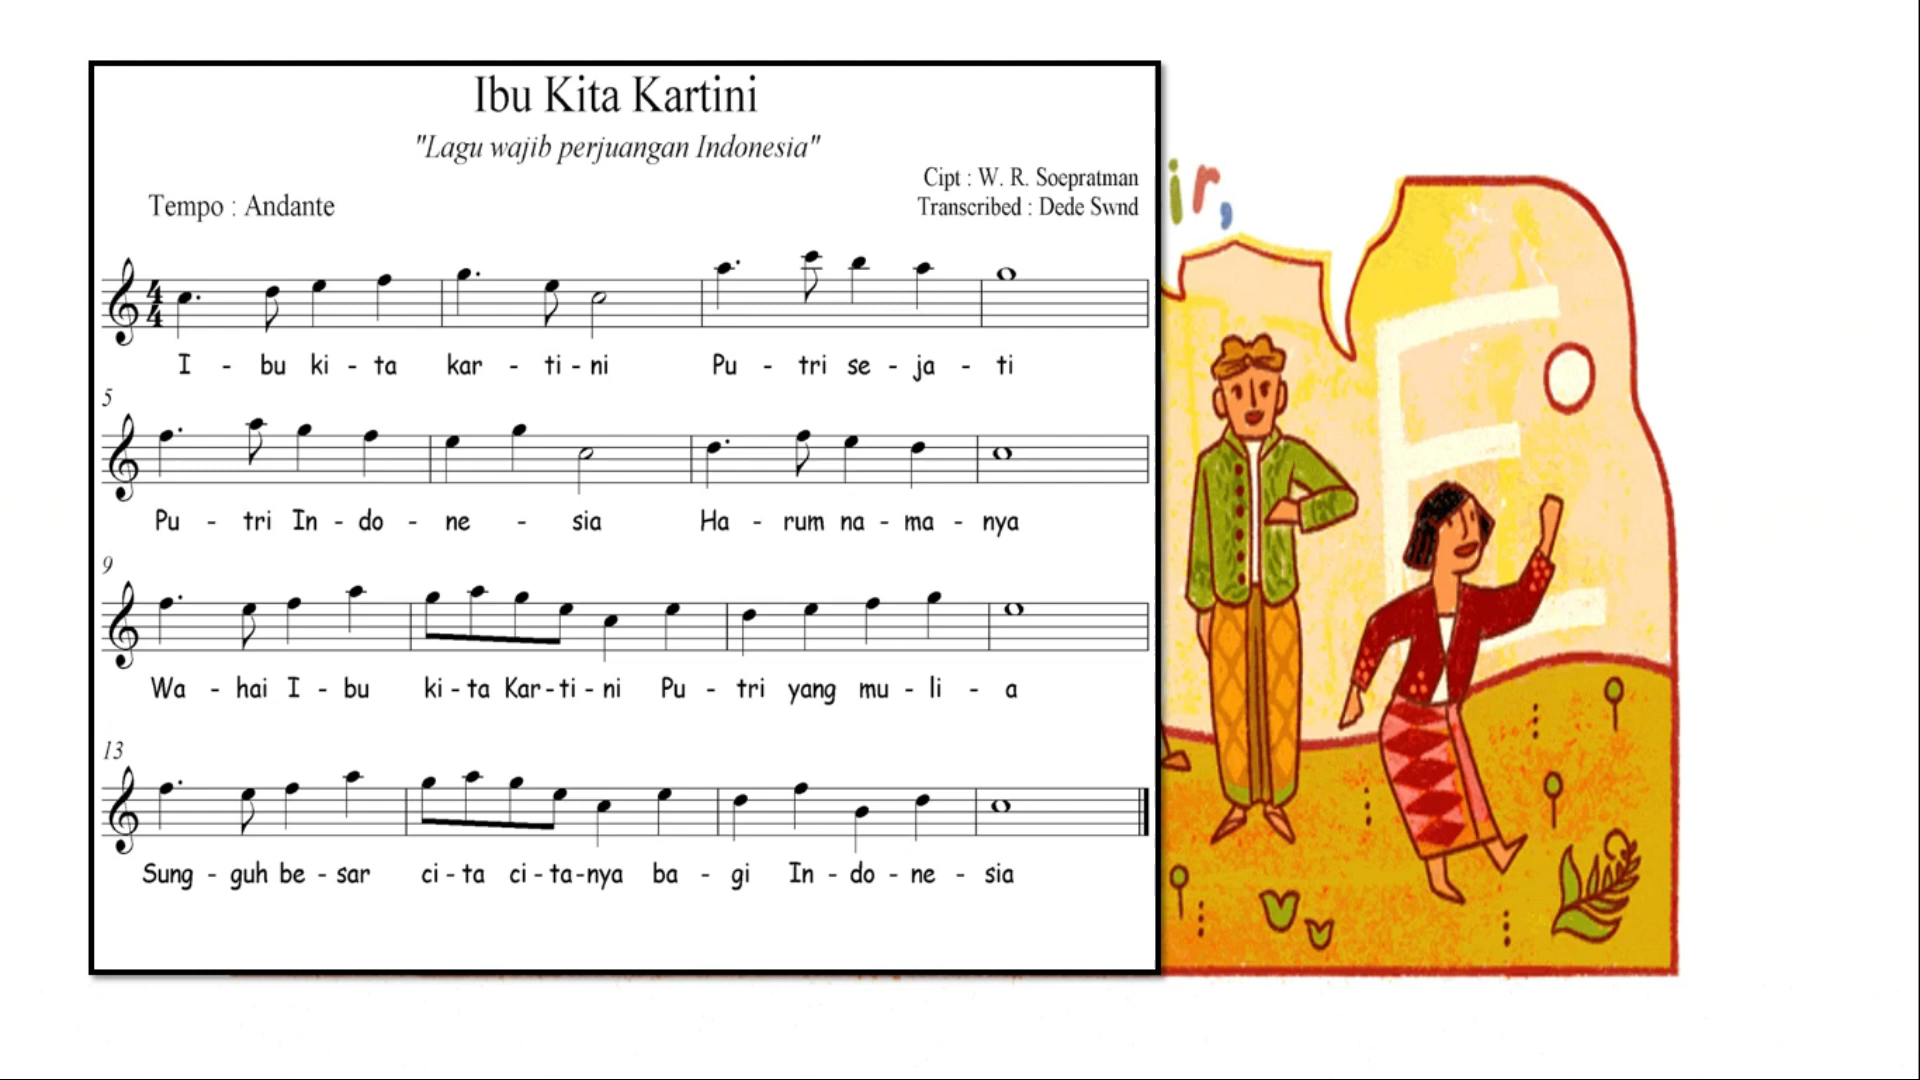 Ibu Kita Kartini
"Lagu wajib perjuangan Indonesia"
Cipt : W. R. Soepratman
Tempo : Andante
Transcribed : Dede Swnd
4
4
I - bu ki - ta kar - ti - ni Pu - tri se - ja - ti
5
Pu - tri In - do - ne - sia Ha - rum na - ma - nya
9
Wa - hai I - bu ki - ta Kar - ti - ni Pu - tri yang mu - li - a
13
Sung - guh be - sar ci - ta ci - ta - nya ba - gi In - do - ne - sia
ir,